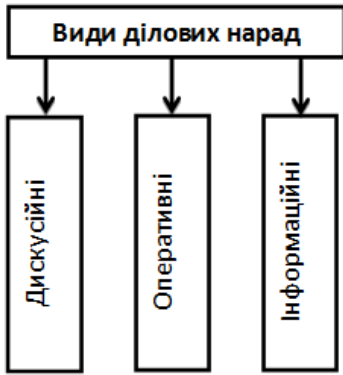 Види ділових нарад
Дискусійні
Оперативні
Інформаційні